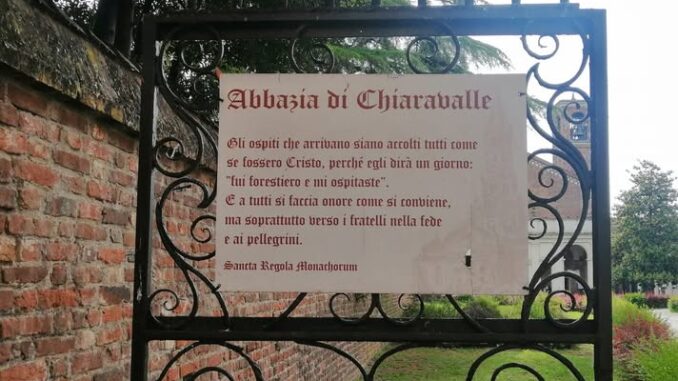 Abbazia di Chiaravalle
Gli ospiti che arrivano siano accolti tutti come
se fossero Cristo, perché egli dirà un giorno:
"fui forestiero e mi ospitaste".
E a tutti si faccia onore come si conviene,
ma soprattutto verso i fratelli nella fede
e ai pellegrini.
Sancta Regola Monachorum